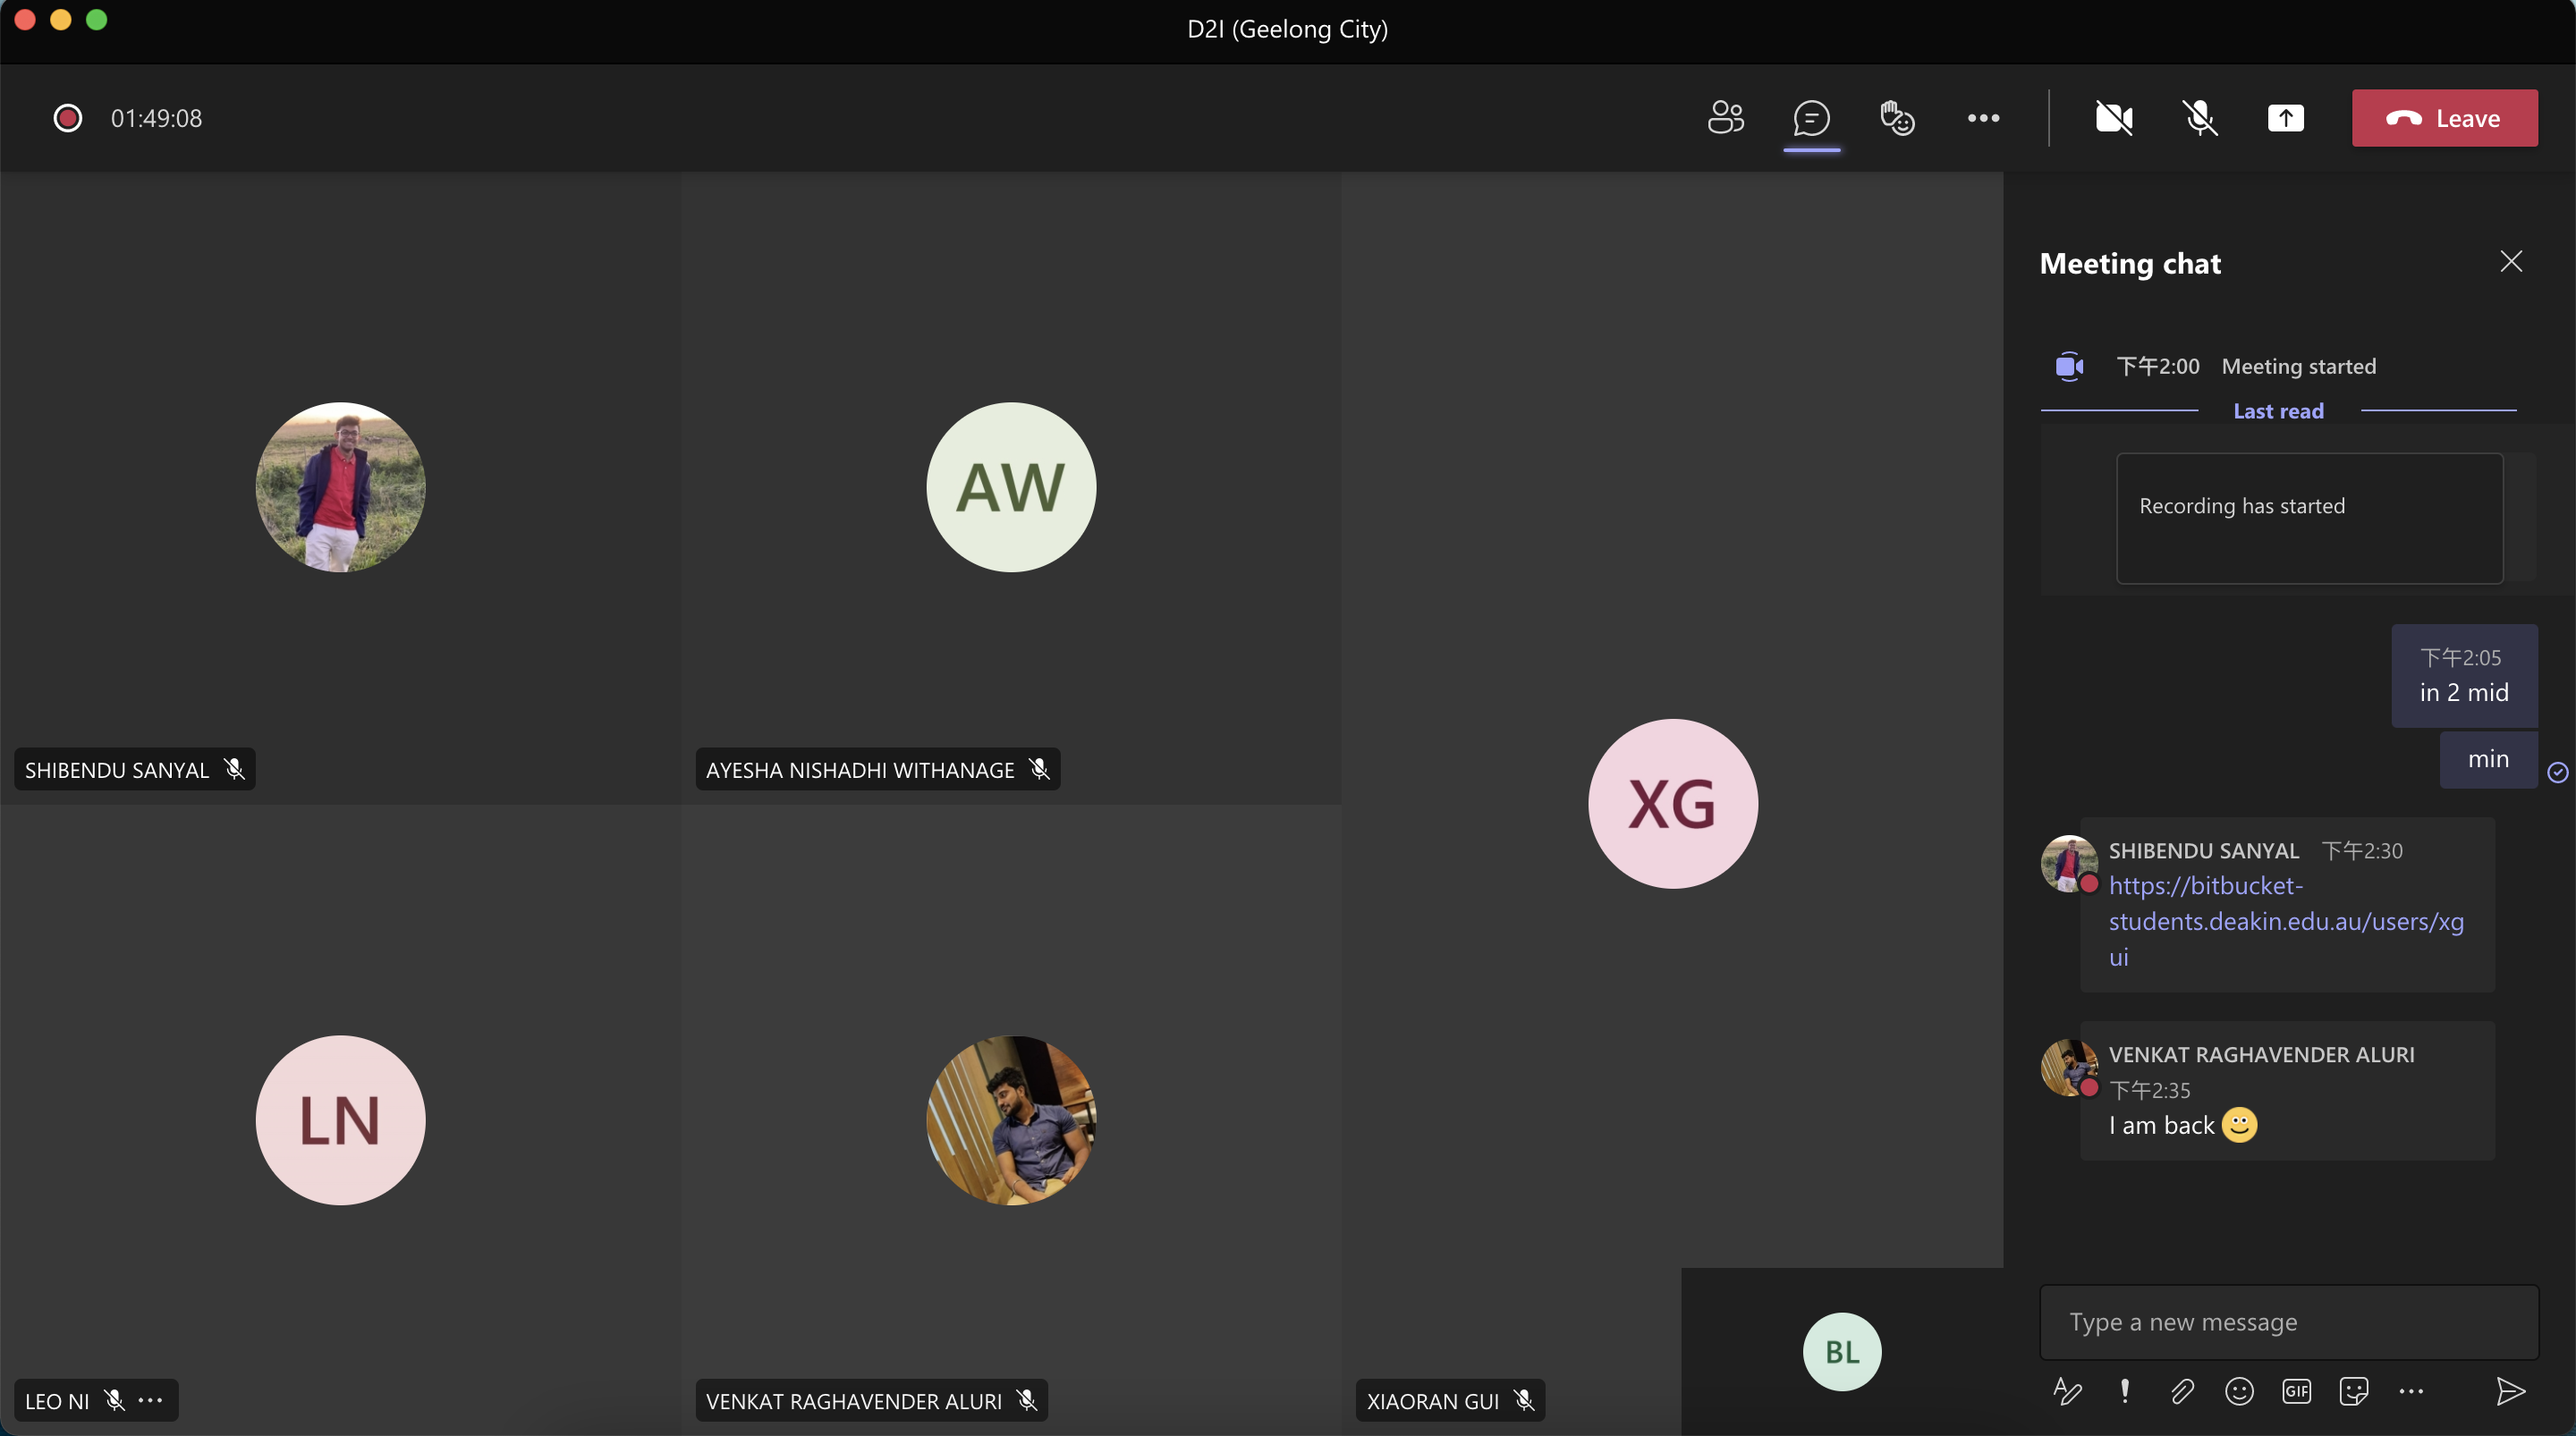 D2I (Geelong City)
01:49:08
Leave
AW
XG
SHIBENDU SANYAL
AYESHA NISHADHI WITHANAGE
LN
LEO NI
VENKAT RAGHAVENDER ALURI
XIAORAN GUI
BL
Meeting chat
下午2:00 Meeting started
Last read
Recording has started
下午2:05
in 2 mid
min
SHIBENDU SANYAL 下午2:30
https://bitbucket-
students.deakin.edu.au/users/xg
ui
VENKAT RAGHAVENDER ALURI
下午2:35
I am back
Type a new message
GIF